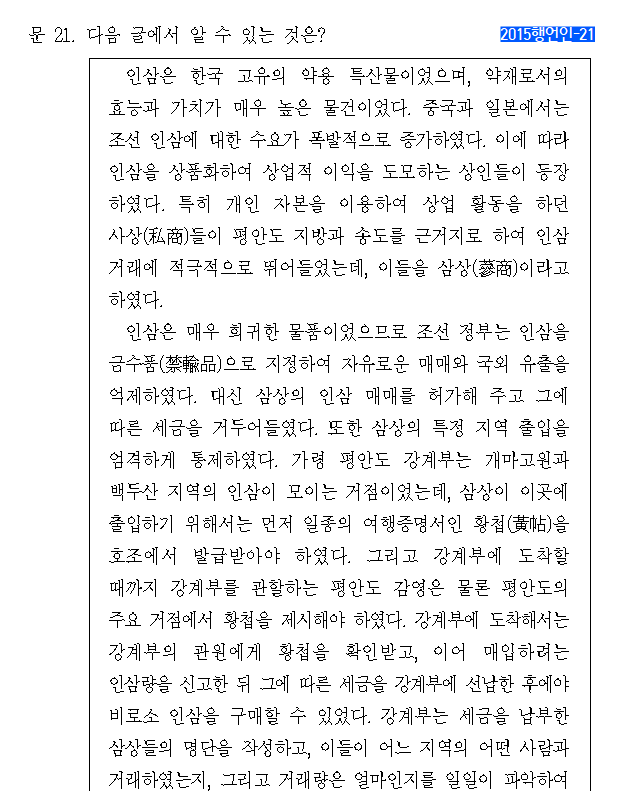 문 21. 다음 글에서 알 수 있는 것은?
2015행언인-21
인삼은 한국 고유의 약용 특산물이었으며, 약재로서의
효능과 가치가 매우 높은 물건이었다. 중국과 일본에서는
조선 인삼에 대한 수요가 폭발적으로 증가하였다. 이에 따라
인삼을 상품화하여 상업적 이익을 도모하는 상인들이 등장
하였다. 특히 개인 자본을 이용하여 상업 활동을 하던
사상(私商)들이 평안도 지방과 송도를 근거지로 하여 인삼
거래에 적극적으로 뛰어들었는데, 이들을 삼상(蔘商)이라고
하였다.
인삼은 매우 희귀한 물품이었으므로 조선 정부는 인삼을
금수품(禁輸品)으로 지정하여 자유로운 매매와 국외 유출을
억제하였다. 대신 삼상의 인삼 매매를 허가해 주고 그에
따른 세금을 거두어들였다. 또한 삼상의 특정 지역 출입을
엄격하게 통제하였다. 가령 평안도 강계부는 개마고원과
백두산 지역의 인삼이 모이는 거점이었는데, 삼상이 이곳에
출입하기 위해서는 먼저 일종의 여행증명서인 황첩(黃帖)을
호조에서 발급받아야 하였다. 그리고 강계부에 도착할
때까지 강계부를 관할하는 평안도 감영은 물론 평안도의
주요 거점에서 황첩을 제시해야 하였다. 강계부에 도착해서는
강계부의 관원에게 황첩을 확인받고, 이어 매입하려는
인삼량을 신고한 뒤 그에 따른 세금을 강계부에 선납한 후에야
비로소 인삼을 구매할 수 있었다. 강계부는 세금을 납부한
삼상들의 명단을 작성하고, 이들이 어느 지역의 어떤 사람과
거래하였는지, 그리고 거래량은 얼마인지를 일일이 파악하여